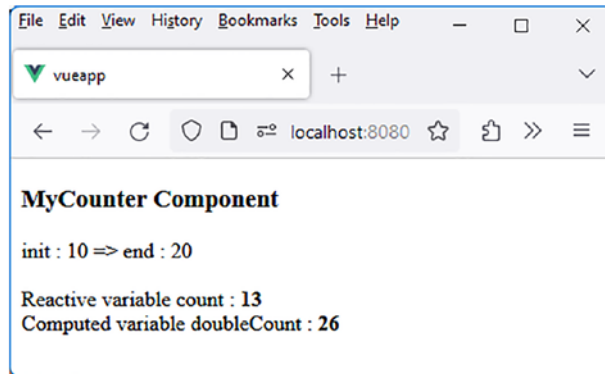 File Edit View History Bookmarks Tools Help
vueapp
localhost:8080
MyCounter Component
init : 10 => end : 20
Reactive variable count : 13
Computed variable doubleCount : 26